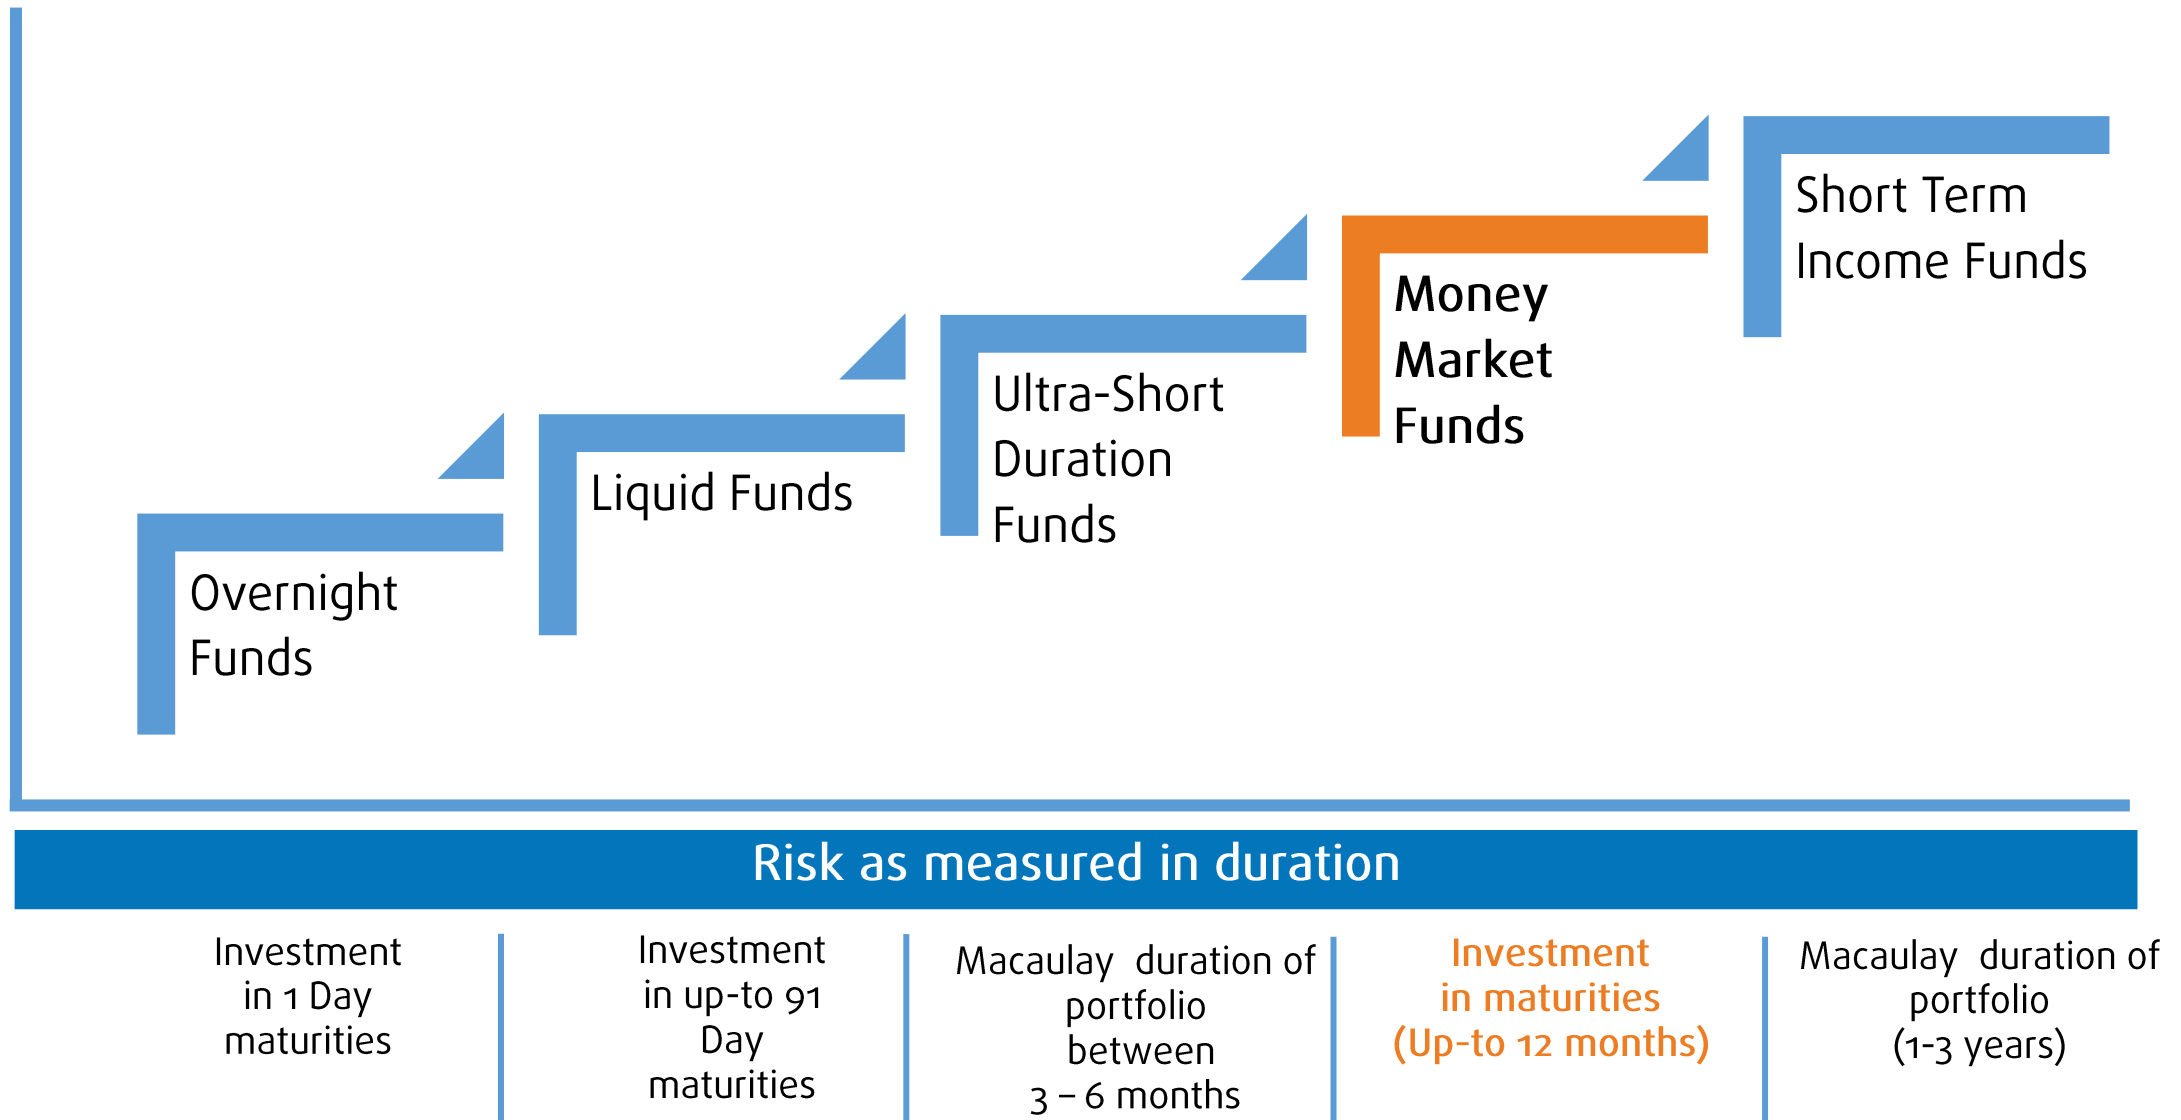 Short Term
Income Funds
Money
Market
Funds
Ultra-Short
Duration
Funds
Liquid Funds
Overnight
Funds
Risk as measured in duration
Investment
in 1 Day
maturities
Investment
in up-to 91
Day
maturities
Macaulay  duration of
portfolio
between
3 – 6 months
Investment
in maturities
(Up-to 12 months)
Macaulay  duration of
portfolio
(1-3 years)